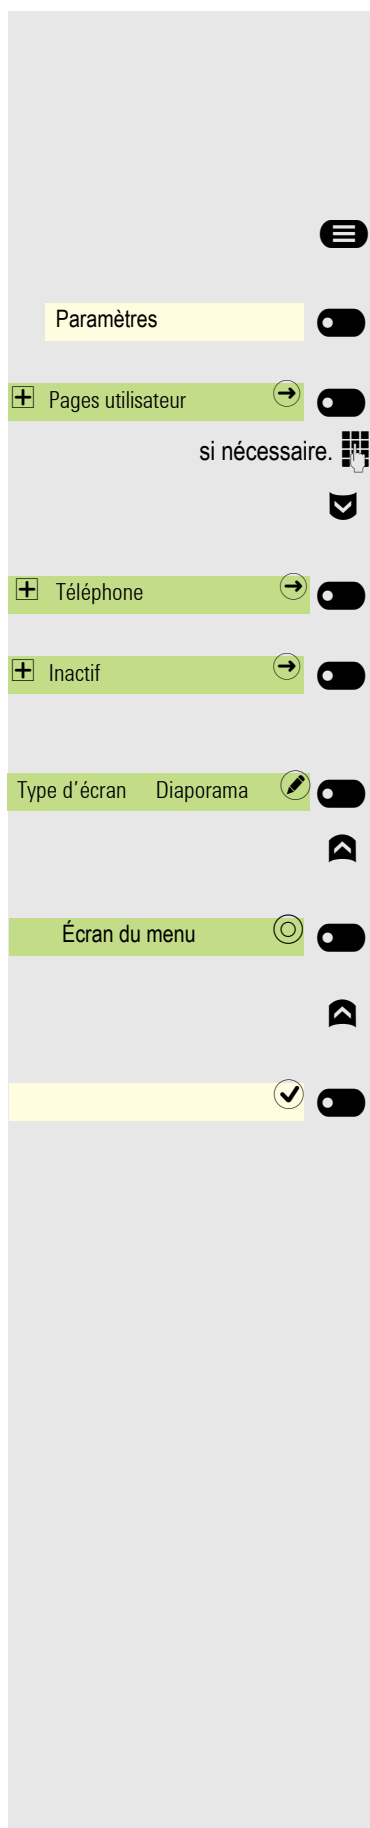 Paramètres
Pages utilisateur
si nécessaire.
Téléphone
Inactif
Type d'écran Diaporama
Écran du menu